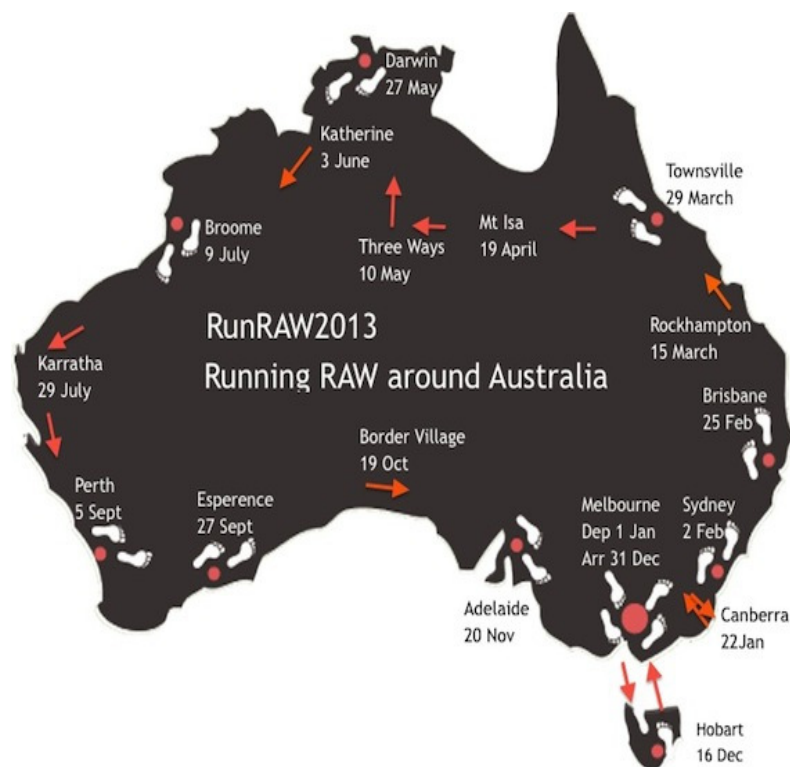 Darwin
27 May
Katherine
3 June
Townsville
29 March
Broome
9 July
Three Ways
10 May
Mt Isa
19 April
RunRAW2013
Running RAW around Australia
Rockhampton
15 March
Karratha
29 July
Brisbane
25 Feb
Border Village
19 Oct
Perth
5 Sept
Esperence
27 Sept
Melbourne
Dep 1 Jan
Arr 31 Dec
Sydney
2 Feb
Adelaide
20 Nov
Canberra
22Jan
Hobart
16 Dec